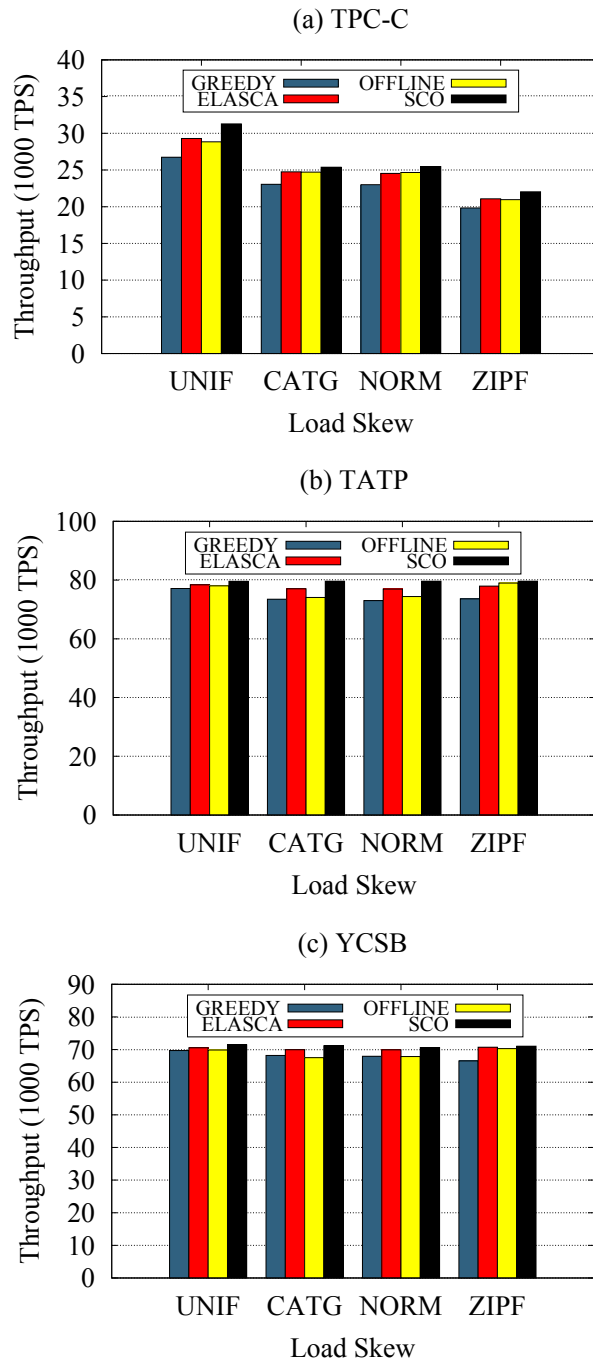 (a) TPC-C
40
35
30
25
20
15
10
5
0
Throughput (1000 TPS)
GREEDY OFFLINE
ELASCA SCO
UNIF CATG NORM ZIPF
Load Skew
(b) TATP
100
80
60
40
20
0
Throughput (1000 TPS)
GREEDY OFFLINE
ELASCA SCO
UNIF CATG NORM ZIPF
Load Skew
(c) YCSB
90
80
70
60
50
40
30
20
10
0
Throughput (1000 TPS)
GREEDY OFFLINE
ELASCA SCO
UNIF CATG NORM ZIPF
Load Skew